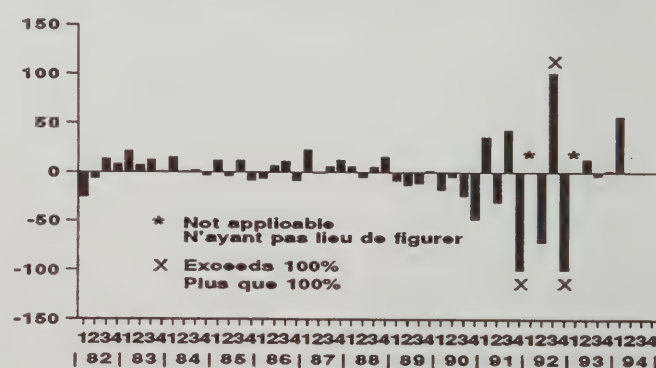 150
100
50
0
-50
-100
-150
X
* *
X X
* Not applicable
N'ayant pas lieu de figurer
X Exceeds 100%
Plus que 100%
1234123412341234123412341234123412341234123412341234
| 82 | 83 | 84 | 85 | 86 | 87 | 88 | 89 | 90 | 91 | 92 | 93 | 94 |